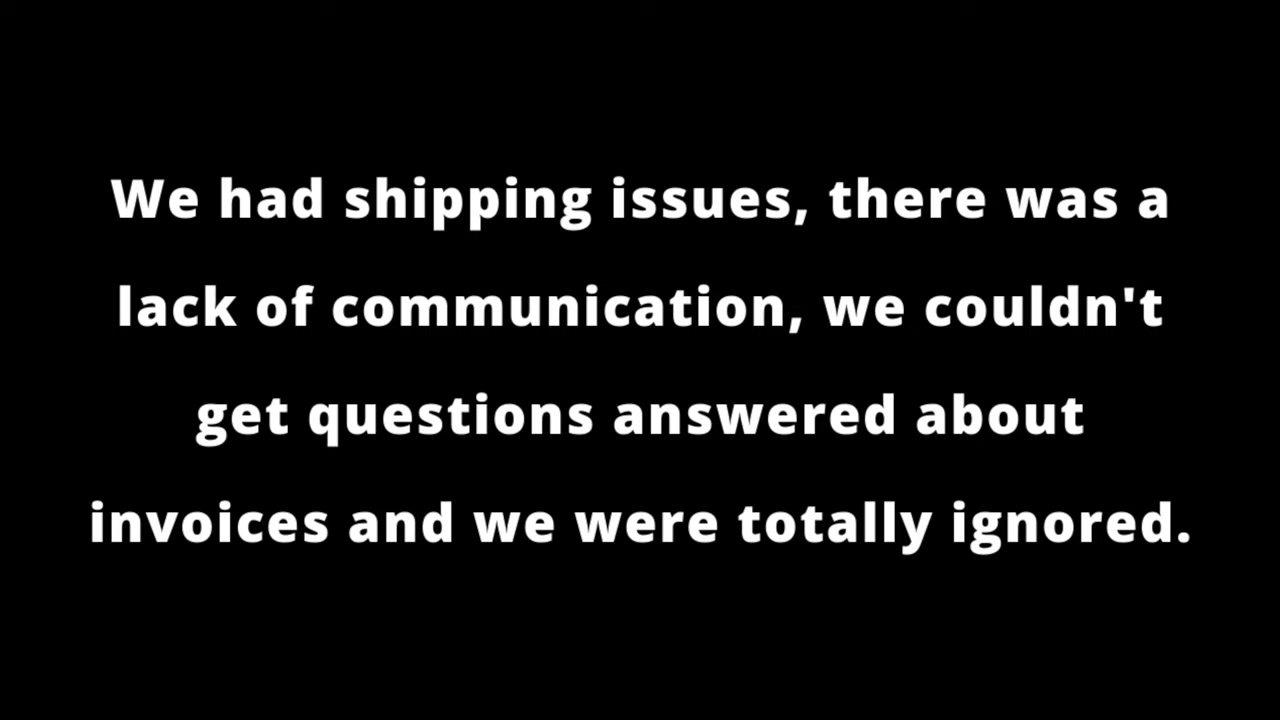 We had shipping issues, there was a
lack of communication, we couldn't
get questions answered about
invoices and we were totally ignored.